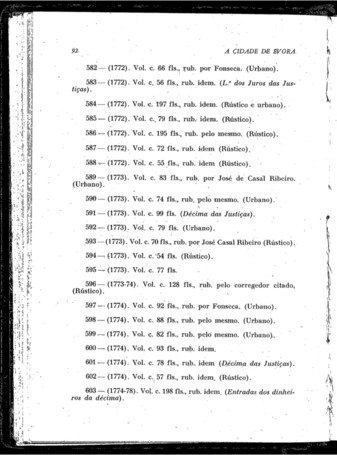 92 A CIDADE DE EVORA
582 — (1772). Vol. c. 66 fls., rub. por Fonseca. (Urbano).
583 — (1772). Vol. c. 56 fls., rub. idem. (L.º dos Juros das Jus-
tiças).
584 — (1772). Vol. c. 197 fls. rub. idem. (Rústico e urbano).
585 — (1772). Vol. c. 79 fls. rub. idem. (Rústico).
586 — (1772). Vol. c. 195 fls. rub. pelo mesmo. (Rústico).
587 — (1772). Vol. c. 72 fls., rub. idem (Rústico).
588 — (1772). Vol. c. 55 fls. rub. idem (Rústico).
589 — (1773). Vol. c. 83 fls., rub. por José de Casal Ribeiro.
(Urbano).
590 — (1773). Vol. c. 74 fls., rub. pelo mesmo. (Urbano).
591 — (1773). Vol. c. 99 fls. (Décima das Justiças).
592 — (1773). Vol. c. 79 fls. (Urbano).
593 — (1773). Vol. c. 70 fls., rub. por José Casal Ribeiro (Rústico).
594 — (1773). Vol. c. 54 fls. (Rústico).
595 — (1773). Vol. c. 77 fls.
596 — (1773-74). Vol. c. 128 fls., rub. pelo corregedor citado,
(Rústico).
597 — (1774). Vol. c. 92 fls., rub. por Fonseca. (Urbano).
598 — (1774). Vol. c. 88 fls., rub. pelo mesmo. (Urbano).
599 — (1774). Vol. c. 82 fls., rub. pelo mesmo. (Urbano).
600 — (1774). Vol. c. 93 fls., rub. idem.
601 — (1774). Vol. c. 78 fls., rub. idem (Décima das Justiças).
602 — (1774). Vol. c. 57 fls., rub. idem. (Rústico).
603 — (1774-78). Vol. c. 198 fls., rub. idem. (Entradas dos dinhei-
ros da décima).